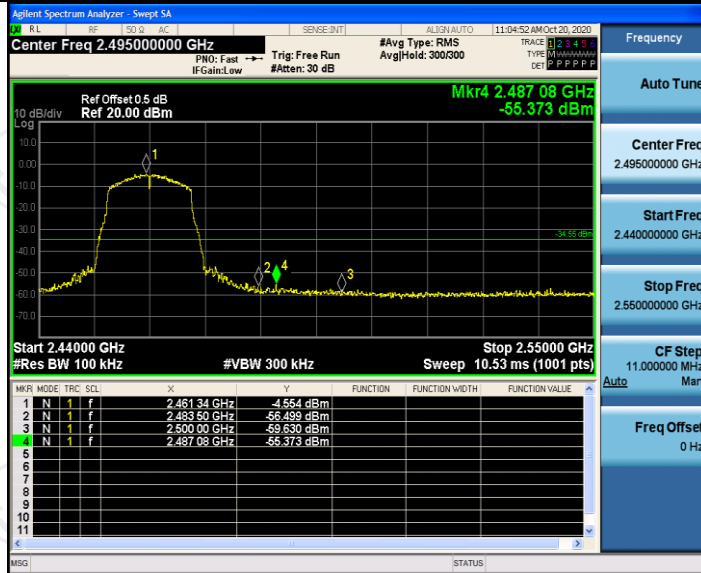 Agilent Spectrum Analyzer - Swept SA
RL RF 50 Ω AC SENSE:INT ALIGN AUTO 11:04:52 AM Oct 20, 2020
Center Freq 2.495000000 GHz
PNO: Fast
IFGain:Low
Trig: Free Run
#Atten: 30 dB
#Avg Type: RMS
Avg|Hold: 300/300
TRACE 1 2 3 4 5 6
TYPE M
DET P P P P P P
Frequency
Auto Tune
Center Freq
2.495000000 GHz
Start Freq
2.440000000 GHz
Stop Freq
2.550000000 GHz
CF Step
11.000000 MHz
Auto Man
Freq Offset
0 Hz
Mkr4 2.487 08 GHz
-55.373 dBm
Ref Offset 0.5 dB
10 dB/div Ref 20.00 dBm
Log
10.0
0.00
-10.0
-20.0
-30.0
-40.0
-50.0
-60.0
-70.0
1
2
4
3
-34.55 dBm
Start 2.44000 GHz Stop 2.55000 GHz
#Res BW 100 kHz #VBW 300 kHz Sweep 10.53 ms (1001 pts)
MKR MODE TRC SCL X Y FUNCTION FUNCTION WIDTH FUNCTION VALUE
1 N 1 f 2.461 34 GHz -4.554 dBm
2 N 1 f 2.483 50 GHz -56.499 dBm
3 N 1 f 2.500 00 GHz -59.630 dBm
4 N 1 f 2.487 08 GHz -55.373 dBm
5
6
7
8
9
10
11
MSG STATUS